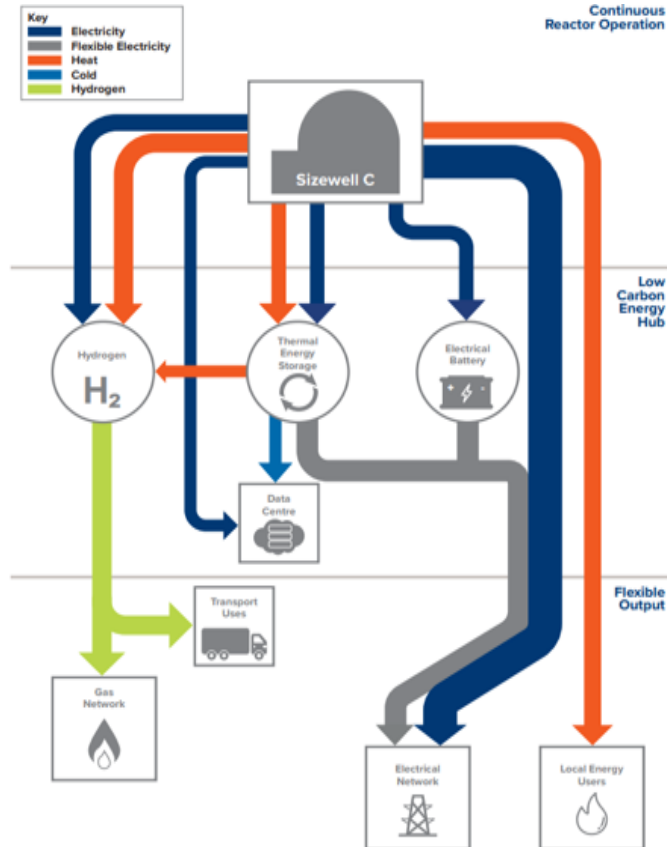 Key
Electricity
Flexible Electricity
Heat
Cold
Hydrogen
Continuous
Reactor Operation
Sizewell C
Low
Carbon
Energy
Hub
Hydrogen
H₂
Thermal
Energy
Storage
Electrical
Battery
+ -
Data
Centre
Flexible
Output
Transport
Uses
Gas
Network
Electrical
Network
Local Energy
Users